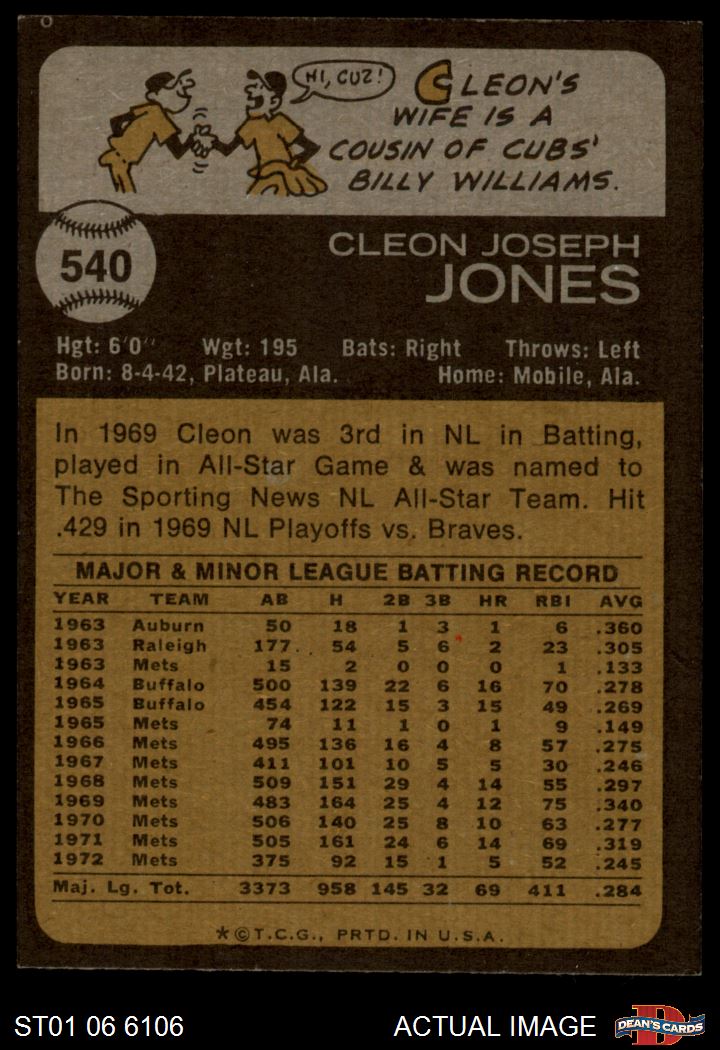 HI, CUZ!
CLEON'S
WIFE IS A
COUSIN OF CUBS'
BILLY WILLIAMS.
540
CLEON JOSEPH
JONES
Hgt: 6'0" Wgt: 195 Bats: Right Throws: Left
Born: 8-4-42, Plateau, Ala. Home: Mobile, Ala.
In 1969 Cleon was 3rd in NL in Batting,
played in All-Star Game & was named to
The Sporting News NL All-Star Team. Hit
.429 in 1969 NL Playoffs vs. Braves.
MAJOR & MINOR LEAGUE BATTING RECORD
YEAR TEAM AB H 2B 3B HR RBI AVG
1963 Auburn 50 18 1 3 1 6 .360
1963 Raleigh 177 54 5 6 2 23 .305
1963 Mets 15 2 0 0 0 1 .133
1964 Buffalo 500 139 22 6 16 70 .278
1965 Buffalo 454 122 15 3 15 49 .269
1965 Mets 74 11 1 0 1 9 .149
1966 Mets 495 136 16 4 8 57 .275
1967 Mets 411 101 10 5 5 30 .246
1968 Mets 509 151 29 4 14 55 .297
1969 Mets 483 164 25 4 12 75 .340
1970 Mets 506 140 25 8 10 63 .277
1971 Mets 505 161 24 6 14 69 .319
1972 Mets 375 92 15 1 5 52 .245
Maj. Lg. Tot. 3373 958 145 32 69 411 .284
*©T.C.G., PRTD. IN U.S.A.
ST01 06 6106 ACTUAL IMAGE DEAN'S CARDS